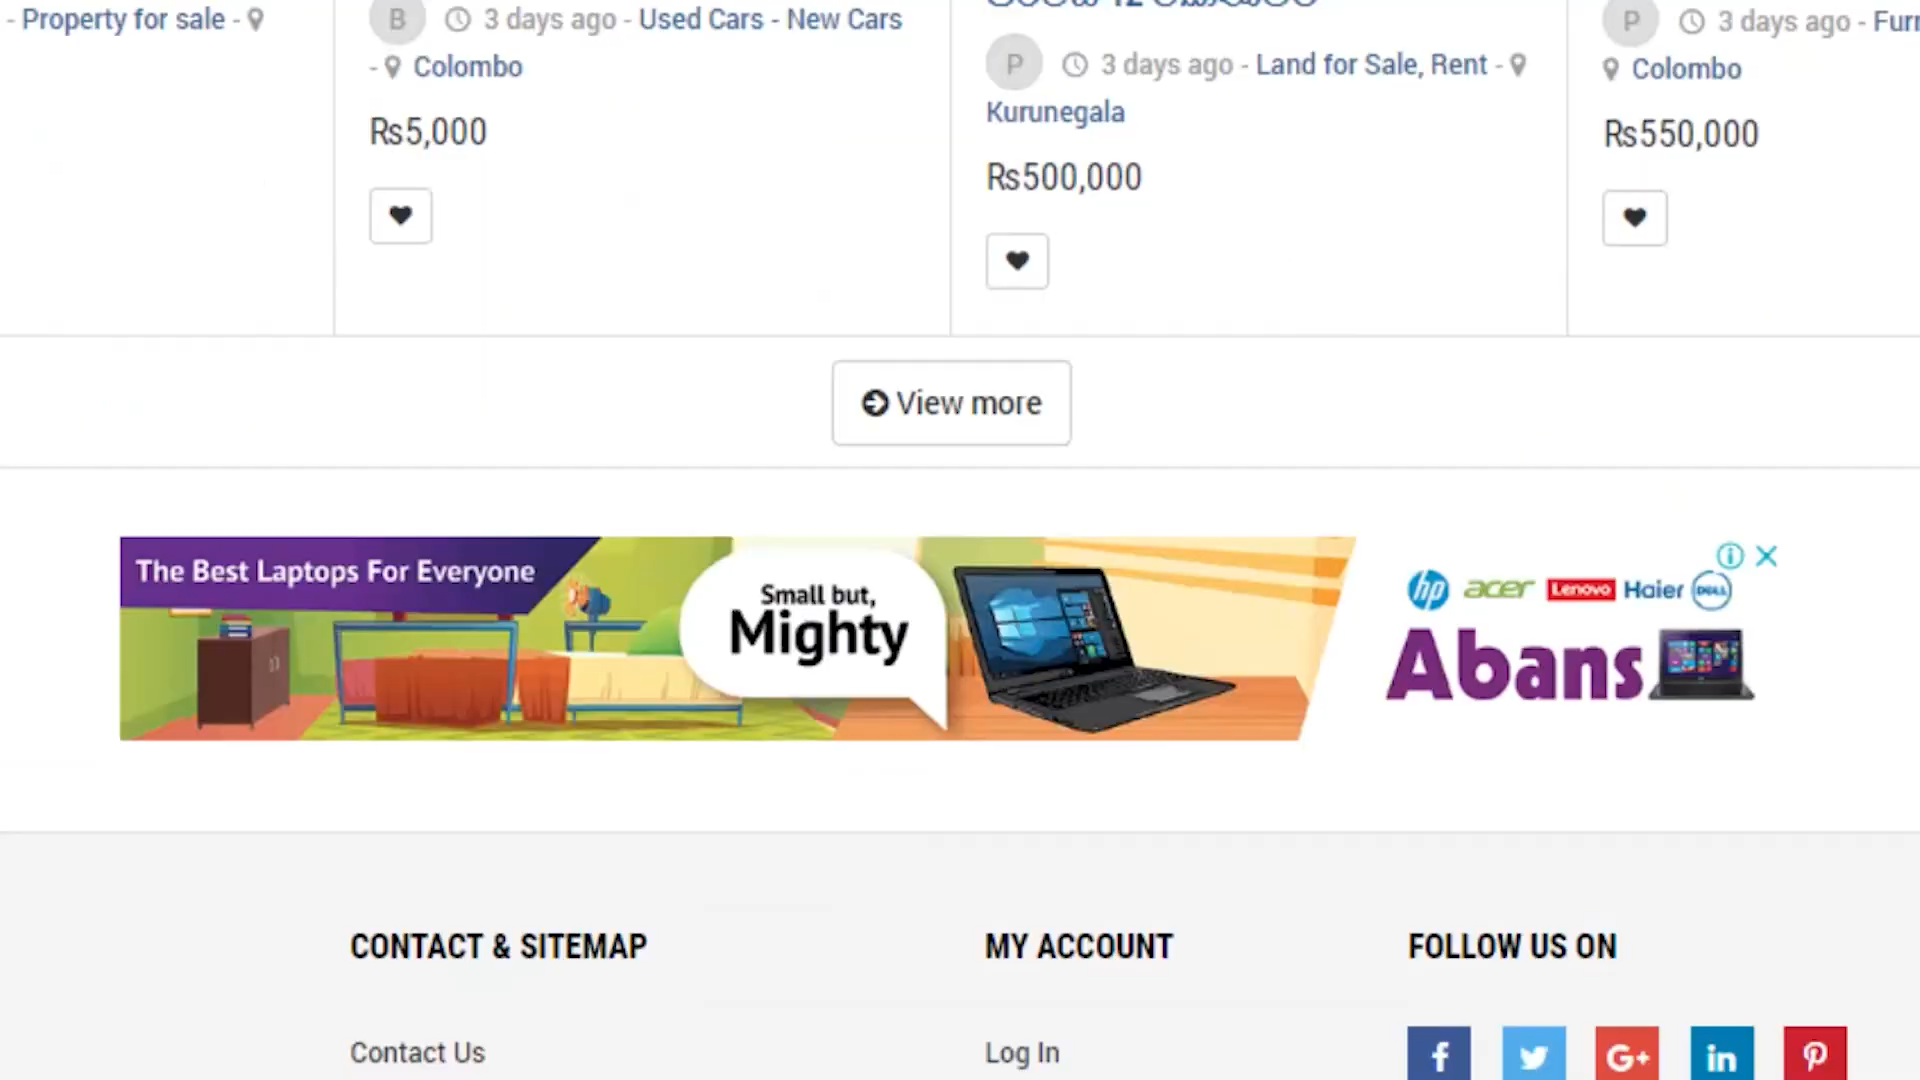 - Property for sale -
B 3 days ago - Used Cars - New Cars
- Colombo
Rs5,000
P 3 days ago - Land for Sale, Rent -
Kurunegala
Rs500,000
P 3 days ago -
Colombo
Rs550,000
View more
The Best Laptops For Everyone
Small but,
Mighty
hp acer Lenovo Haier DELL
Abans
CONTACT & SITEMAP
Contact Us
MY ACCOUNT
Log In
FOLLOW US ON
f
G+
in